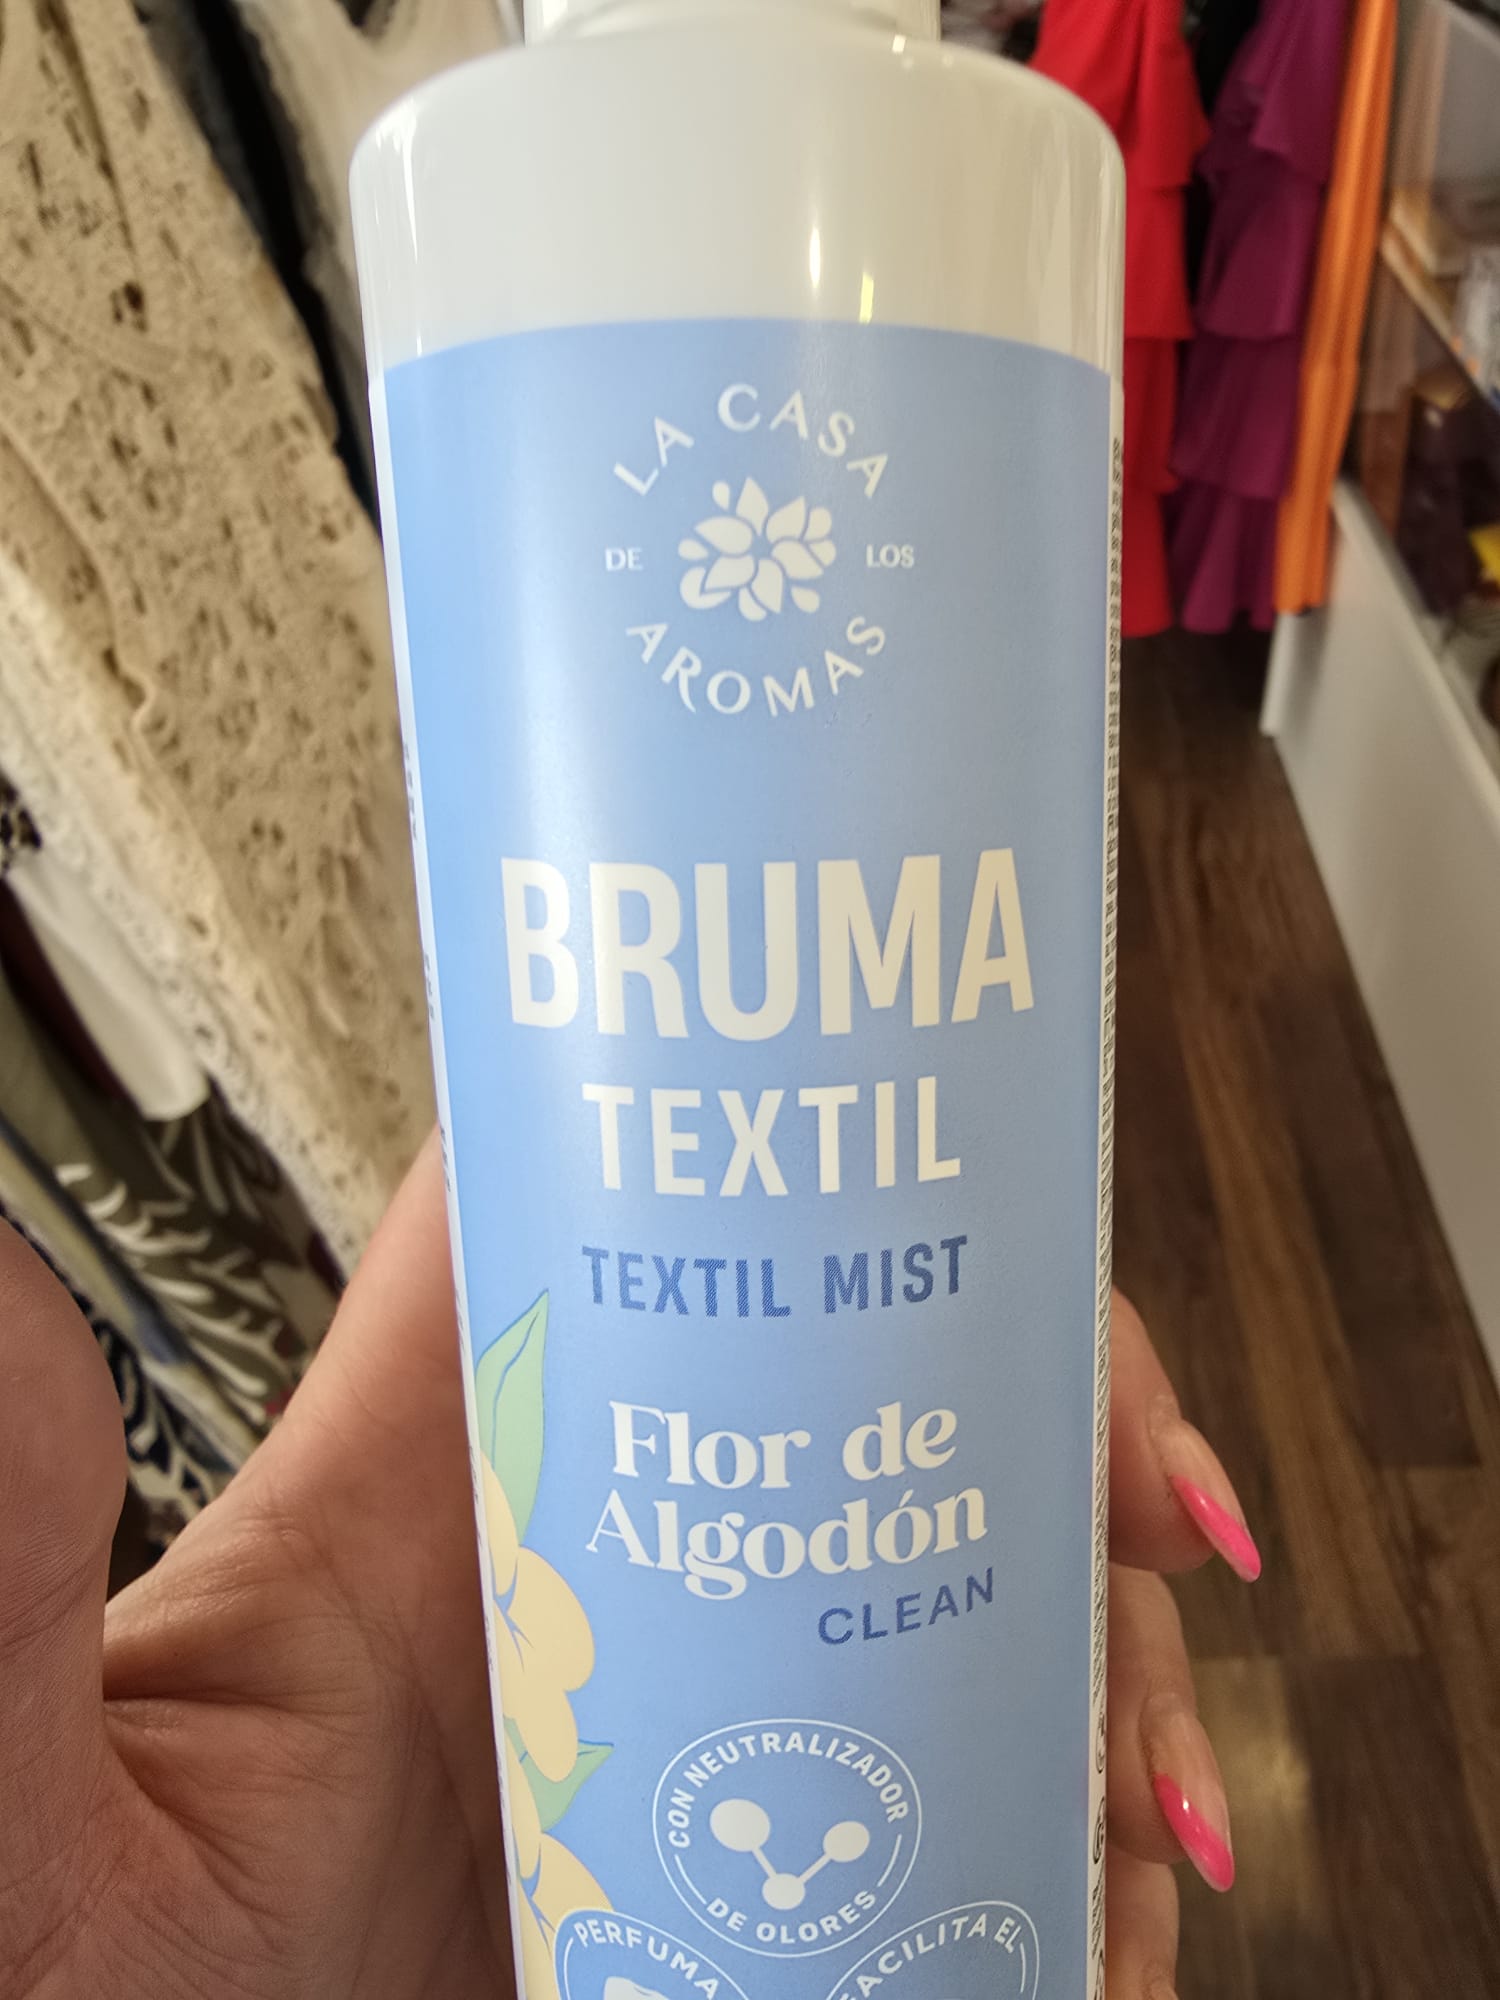 LA CASA
DE LOS
AROMAS
BRUMA
TEXTIL
TEXTIL MIST
Flor de
Algodón
CLEAN
CON NEUTRALIZADOR
DE OLORES
PERFUMA
FACILITA EL